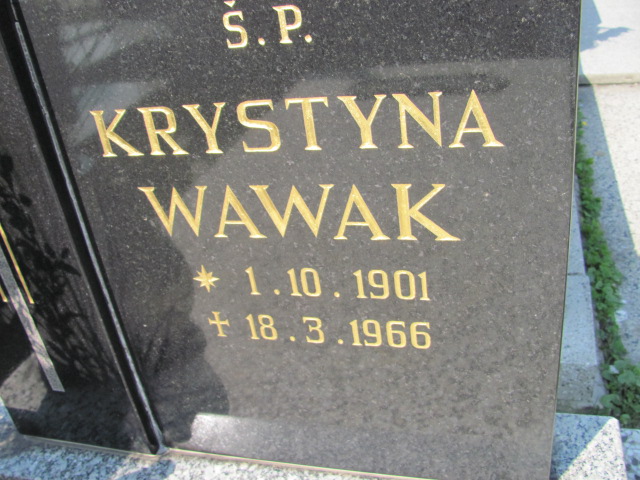 Š.P.
KRYSTYNA
WAWAK
* 1.10.1901
✝ 18.3.1966